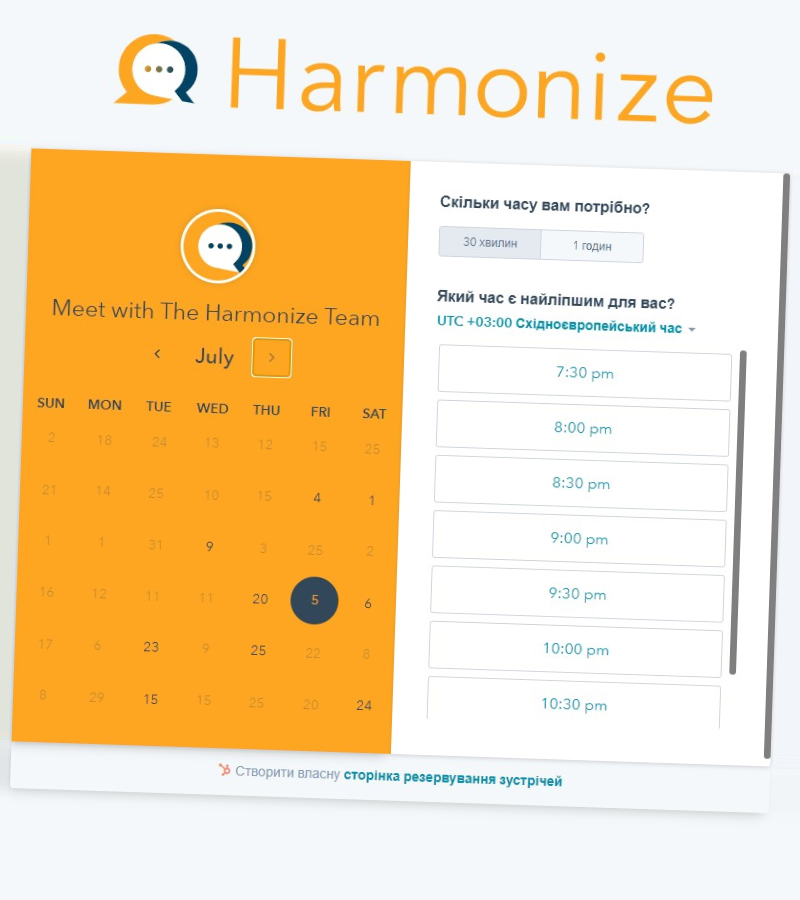 Harmonize
Meet with The Harmonize Team
July
SUN MON TUE WED THU FRI SAT
2 18 24 13 12 15 25
21 14 25 10 15 4 1
1 1 31 9 3 25 2
16 12 11 11 20 5 6
17 6 23 9 25 22 8
8 29 15 15 25 20 24
Скільки часу вам потрібно?
30 хвилин 1 годин
Який час є найліпшим для вас?
UTC +03:00 Східноєвропейський час
7:30 pm
8:00 pm
8:30 pm
9:00 pm
9:30 pm
10:00 pm
10:30 pm
Створити власну сторінка резервування зустрічей